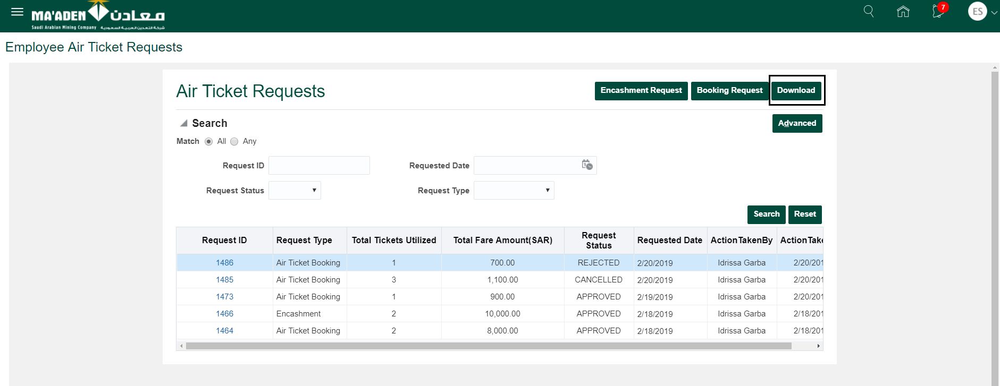 MA'ADEN معادن
Saudi Arabian Mining Company شركة التعدين العربية السعودية
7
ES
Employee Air Ticket Requests
Air Ticket Requests
Encashment Request Booking Request Download
Search
Advanced
Match All Any
Request ID Requested Date
Request Status Request Type
Search Reset
Request ID Request Type Total Tickets Utilized Total Fare Amount(SAR) Request Status Requested Date ActionTakenBy ActionTake
1486 Air Ticket Booking 1 700.00 REJECTED 2/20/2019 Idrissa Garba 2/20/201
1485 Air Ticket Booking 3 1,100.00 CANCELLED 2/20/2019 Idrissa Garba 2/20/201
1473 Air Ticket Booking 1 900.00 APPROVED 2/19/2019 Idrissa Garba 2/20/201
1466 Encashment 2 10,000.00 APPROVED 2/18/2019 Idrissa Garba 2/18/201
1464 Air Ticket Booking 2 8,000.00 APPROVED 2/18/2019 Idrissa Garba 2/18/201